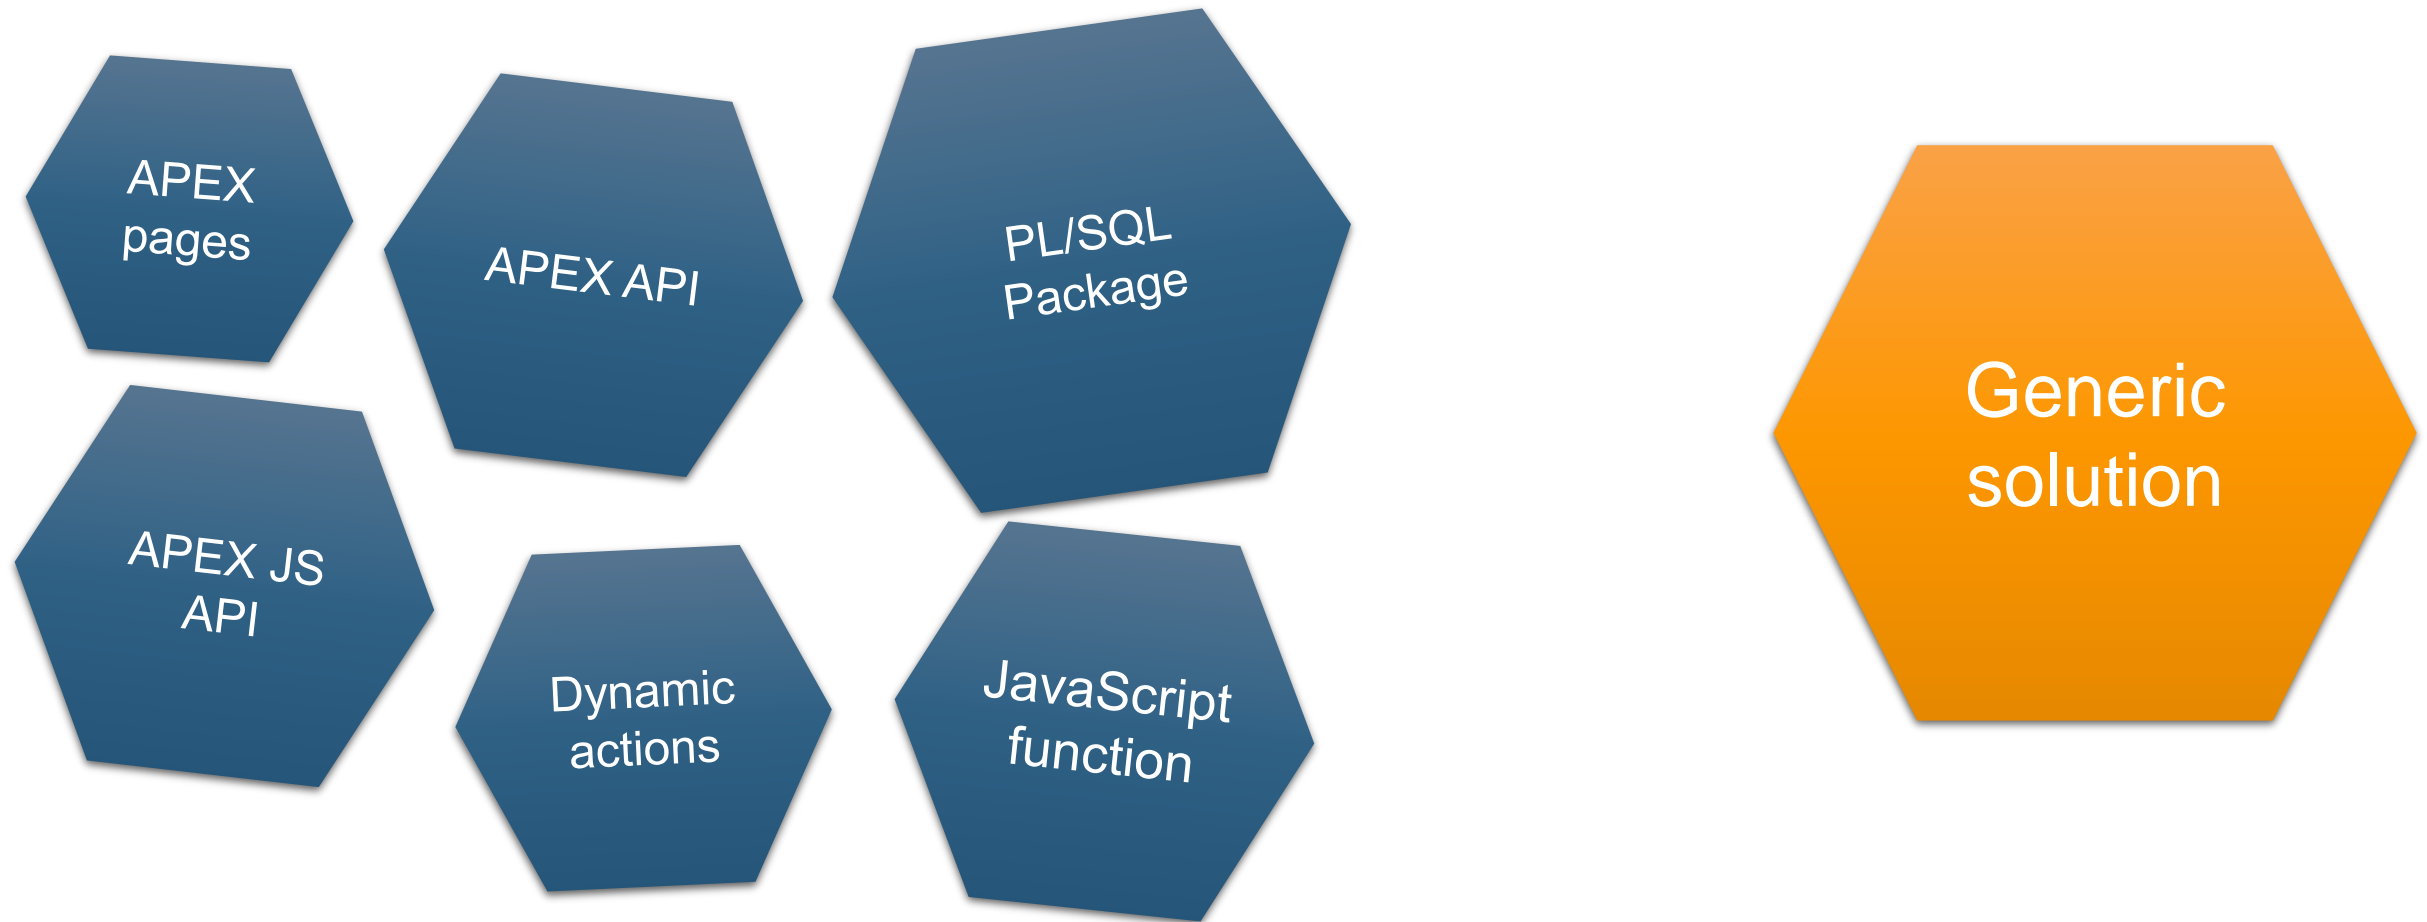 APEX
pages
APEX API
PL/SQL
Package
APEX JS
API
Dynamic
actions
JavaScript
function
Generic
solution